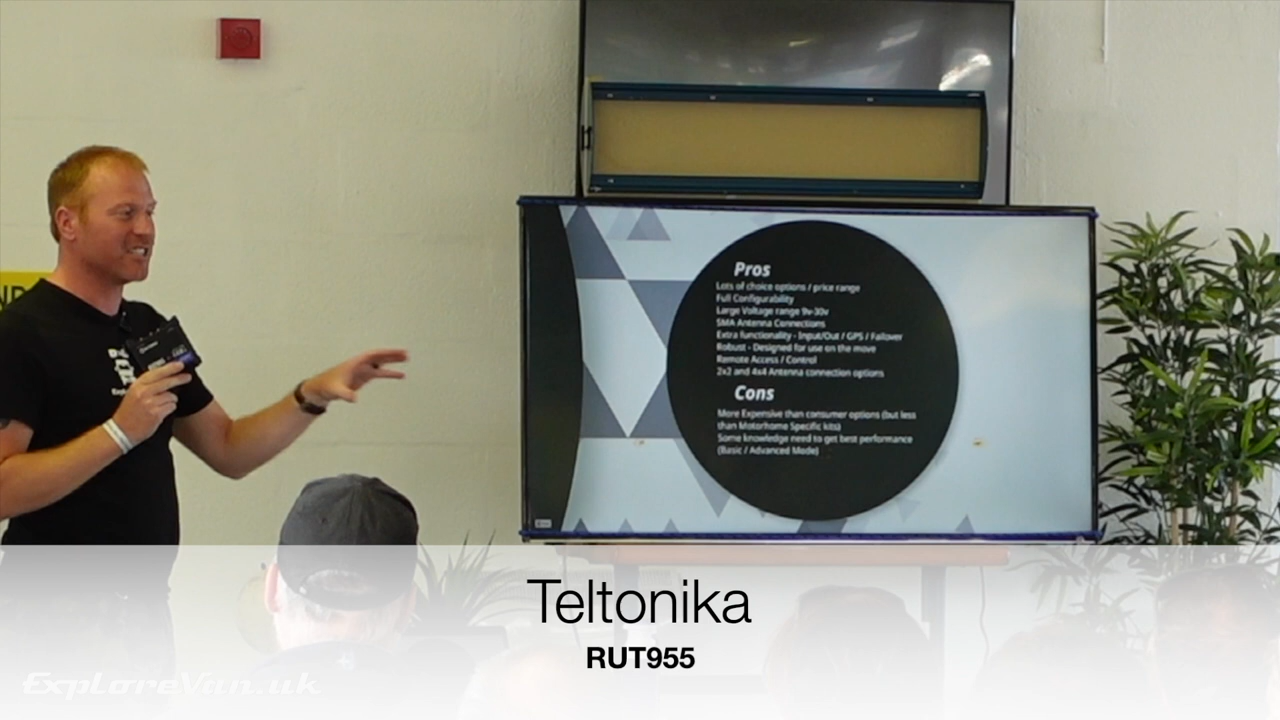 Pros
Lots of choice options / price range
Full Configurability
Large Voltage range 9v-30v
SMA Antenna Connections
Extra functionality - Input/Out / GPS / Failover
Robust - Designed for use on the move
Remote Access / Control
2x2 and 4x4 Antenna connection options
Cons
More Expensive than consumer options (but less
than Motorhome Specific kits)
Some knowledge need to get best performance
(Basic / Advanced Mode)
Teltonika
RUT955
ExploreVan.uk